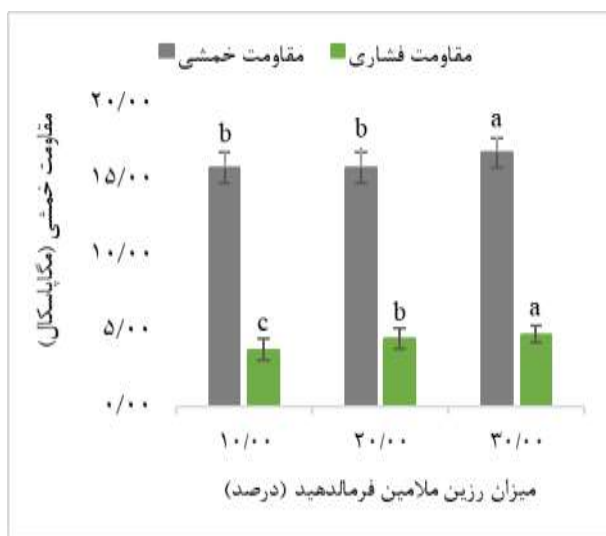 مقاومت خمشی مقاومت فشاری
مقاومت خمشی (مگاپاسکال)
۲۰/۰۰
۱۵/۰۰
۱۰/۰۰
۵/۰۰
۰/۰۰
b b a
c b a
۱۰/۰۰ ۲۰/۰۰ ۳۰/۰۰
میزان رزین ملامین فرمالدهید (درصد)